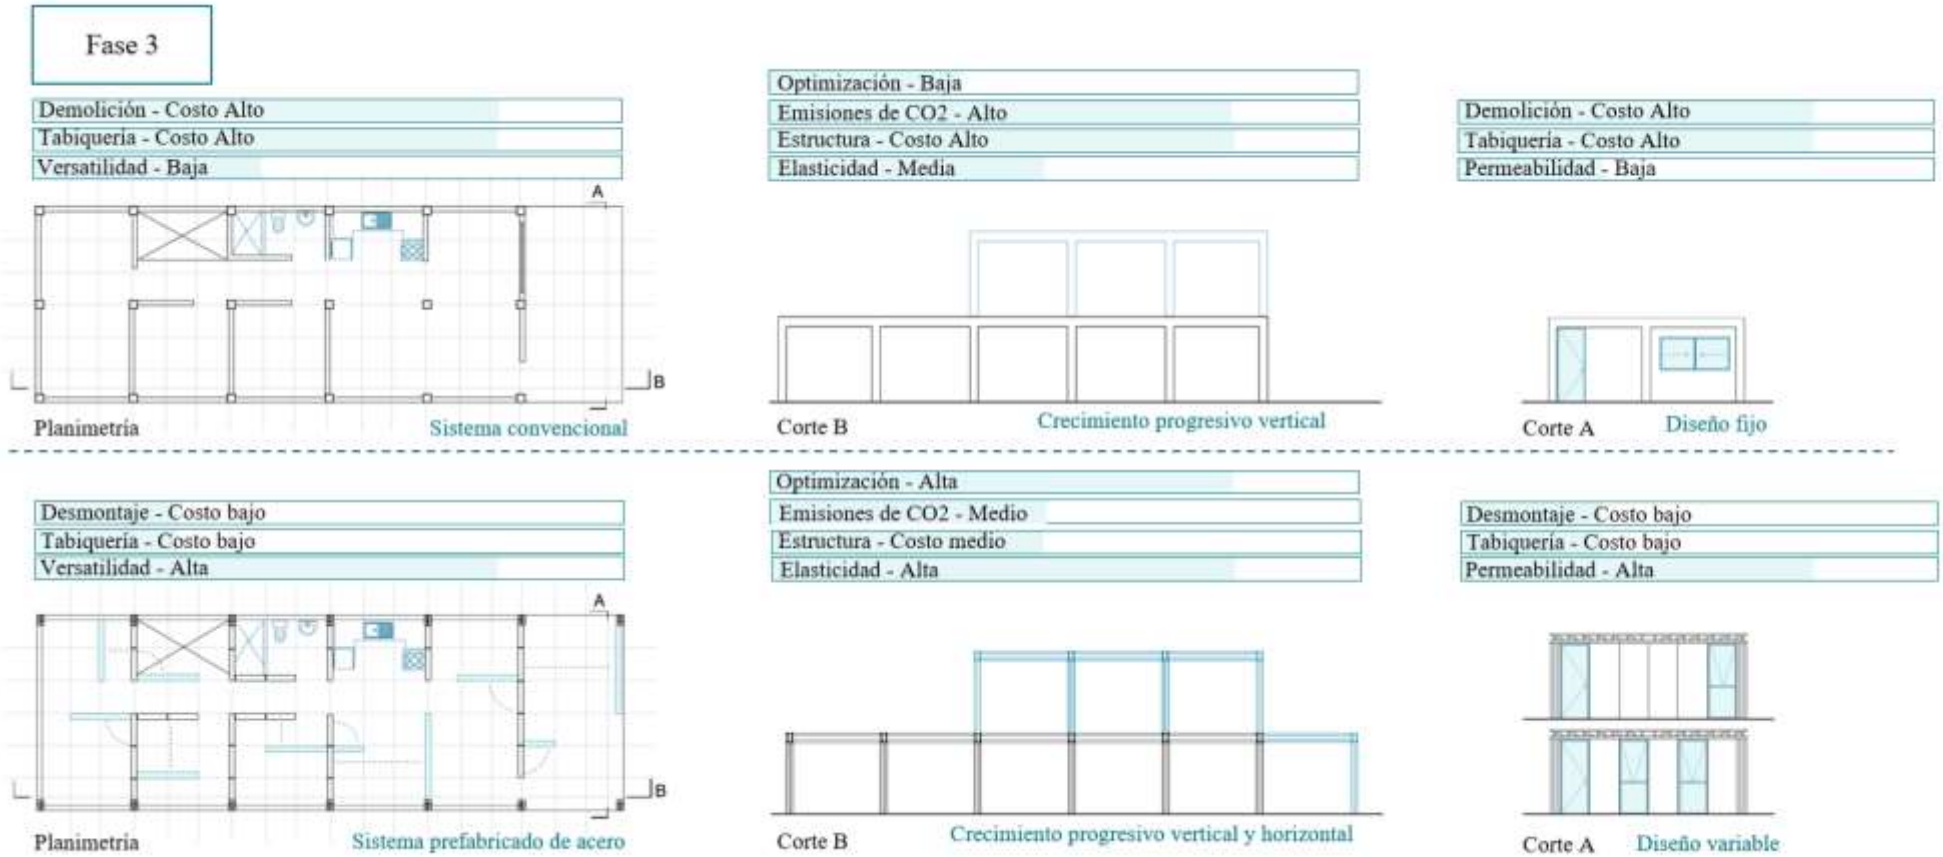 Fase 3
Demolición - Costo Alto
Tabiquería - Costo Alto
Versatilidad - Baja
A
B
Planimetría
Sistema convencional
Optimización - Baja
Emisiones de CO2 - Alto
Estructura - Costo Alto
Elasticidad - Media
Corte B
Crecimiento progresivo vertical
Demolición - Costo Alto
Tabiquería - Costo Alto
Permeabilidad - Baja
Corte A
Diseño fijo
Desmontaje - Costo bajo
Tabiquería - Costo bajo
Versatilidad - Alta
A
B
Planimetría
Sistema prefabricado de acero
Optimización - Alta
Emisiones de CO2 - Medio
Estructura - Costo medio
Elasticidad - Alta
Corte B
Crecimiento progresivo vertical y horizontal
Desmontaje - Costo bajo
Tabiquería - Costo bajo
Permeabilidad - Alta
Corte A
Diseño variable